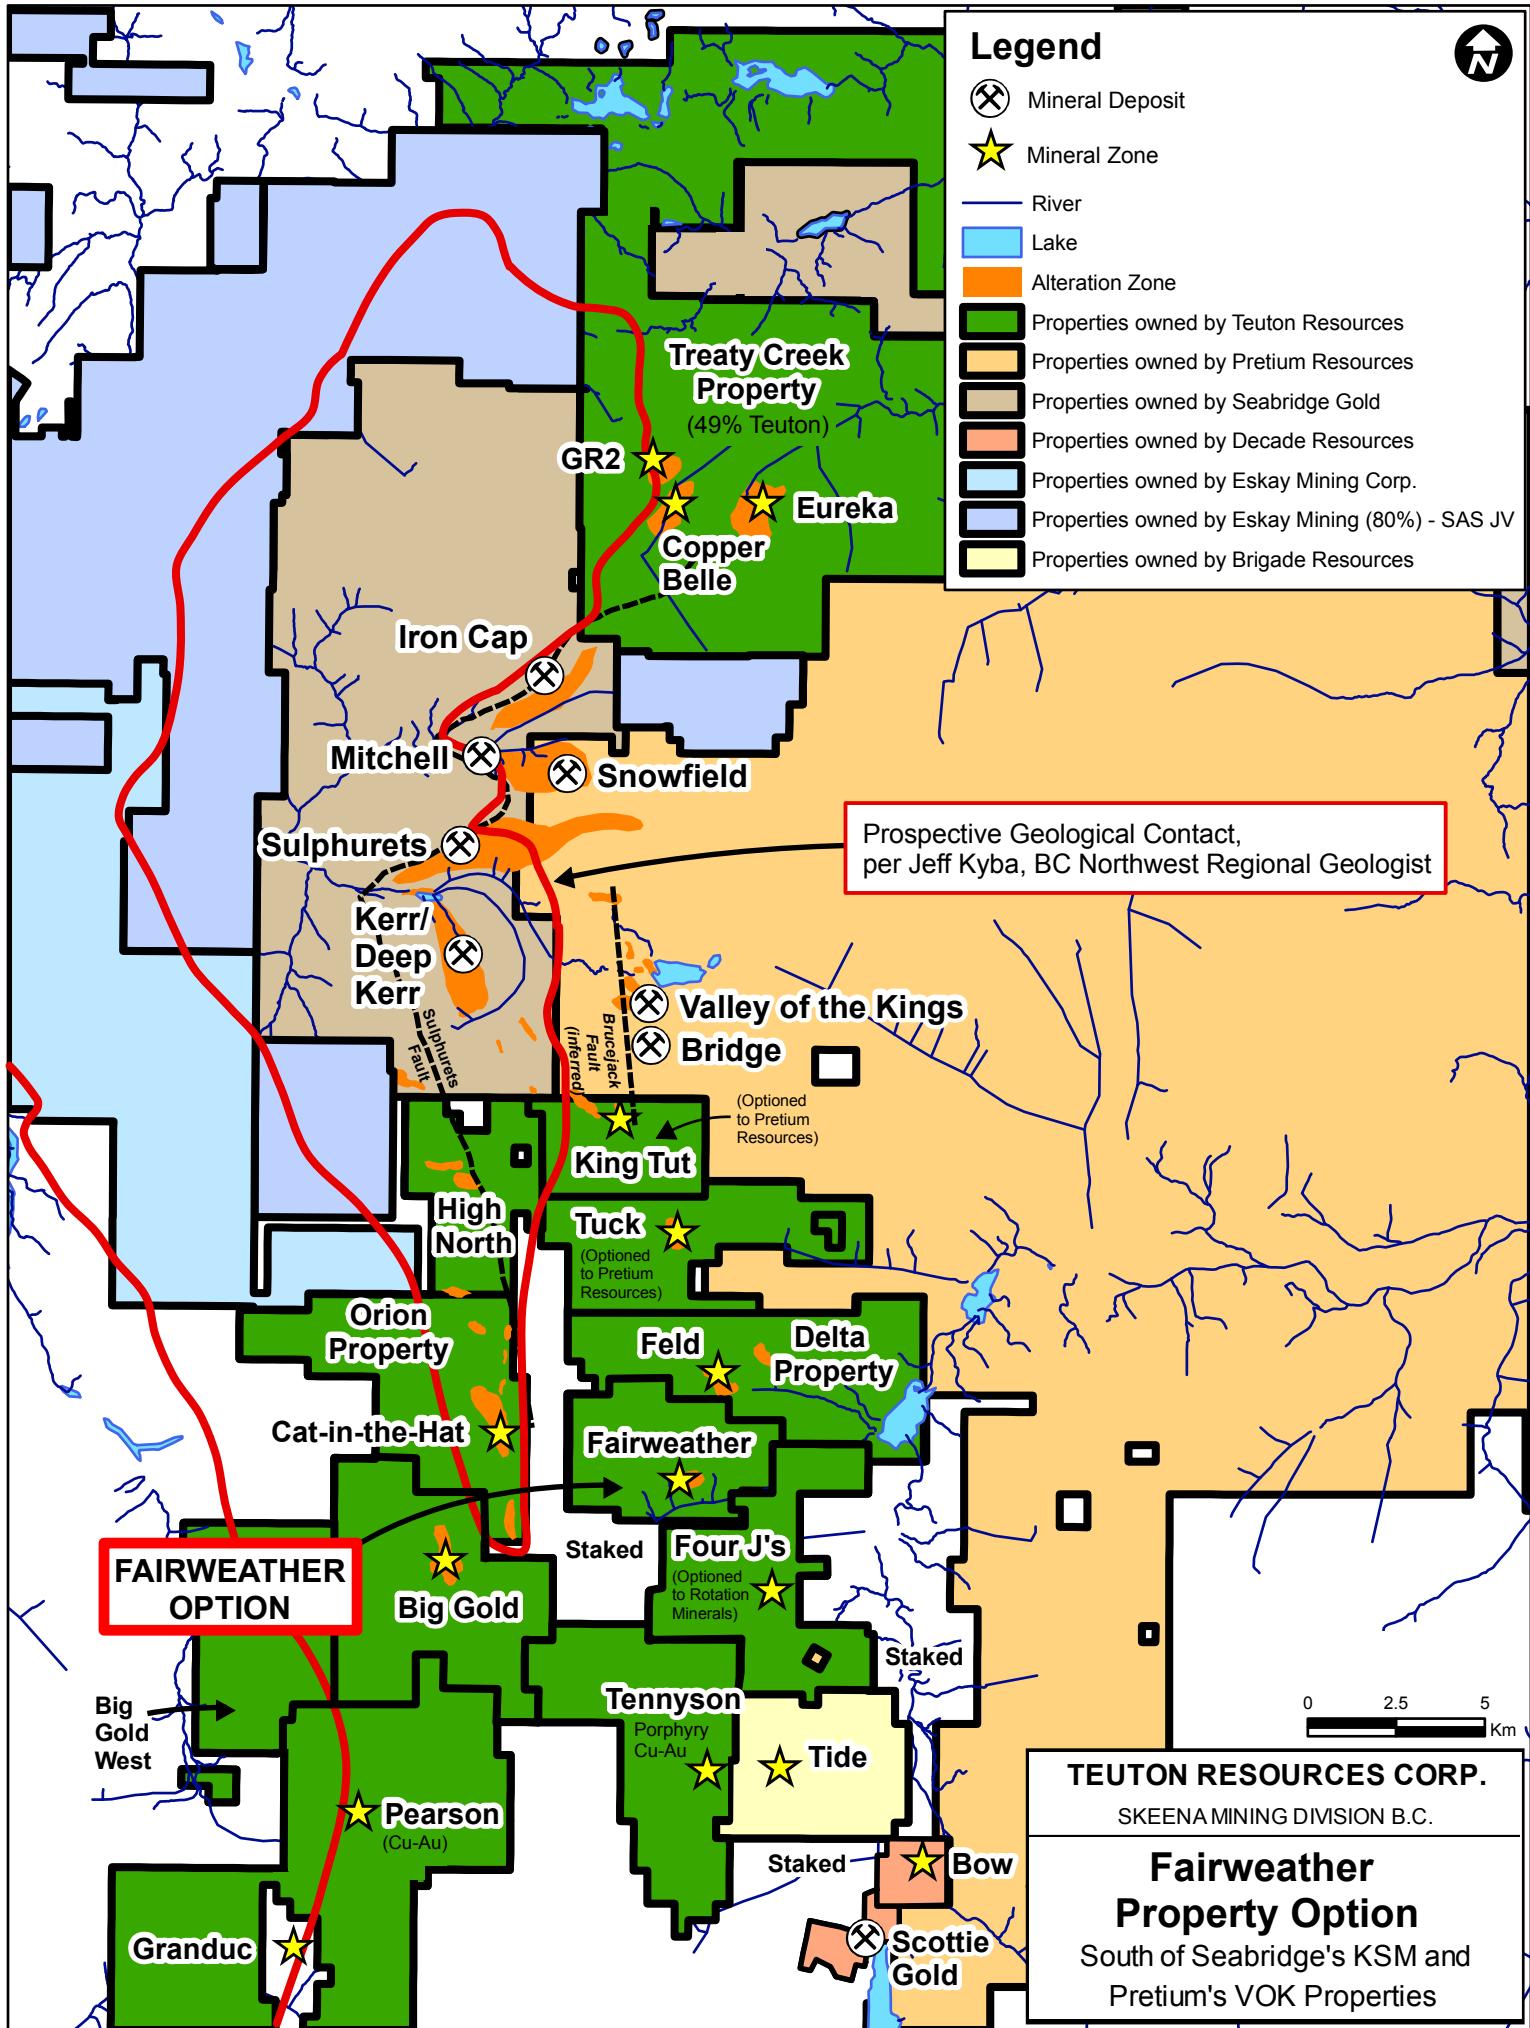 Legend
N
Mineral Deposit
Mineral Zone
River
Lake
Alteration Zone
Properties owned by Teuton Resources
Properties owned by Pretium Resources
Properties owned by Seabridge Gold
Properties owned by Decade Resources
Properties owned by Eskay Mining Corp.
Properties owned by Eskay Mining (80%) - SAS JV
Properties owned by Brigade Resources
Treaty Creek
Property
(49% Teuton)
GR2
Eureka
Copper
Belle
Iron Cap
Mitchell
Snowfield
Sulphurets
Prospective Geological Contact,
per Jeff Kyba, BC Northwest Regional Geologist
Kerr/
Deep
Kerr
Sulphurets
Fault
Brucejack
Fault
(inferred)
Valley of the Kings
Bridge
(Optioned
to Pretium
Resources)
King Tut
High
North
Tuck
(Optioned
to Pretium
Resources)
Orion
Property
Feld
Delta
Property
Cat-in-the-Hat
Fairweather
FAIRWEATHER
OPTION
Staked
Four J's
(Optioned
to Rotation
Minerals)
Big Gold
Staked
Big
Gold
West
Tennyson
Porphyry
Cu-Au
Tide
Pearson
(Cu-Au)
Staked
Bow
Granduc
Scottie
Gold
0 2.5 5
Km
TEUTON RESOURCES CORP.
SKEENA MINING DIVISION B.C.
Fairweather
Property Option
South of Seabridge's KSM and
Pretium's VOK Properties